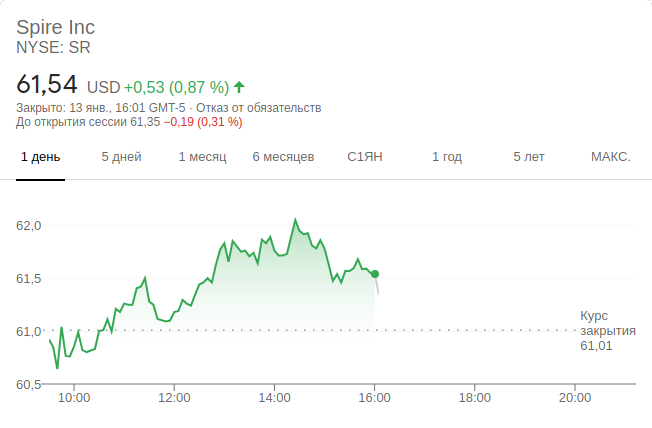 Spire Inc
NYSE: SR
61,54 USD +0,53 (0,87 %)
Закрыто: 13 янв., 16:01 GMT-5 · Отказ от обязательств
До открытия сессии 61,35 −0,19 (0,31 %)
1 день 5 дней 1 месяц 6 месяцев С1ЯН 1 год 5 лет МАКС.
62,0
61,5
61,0
60,5
Курс
закрытия
61,01
10:00 12:00 14:00 16:00 18:00 20:00